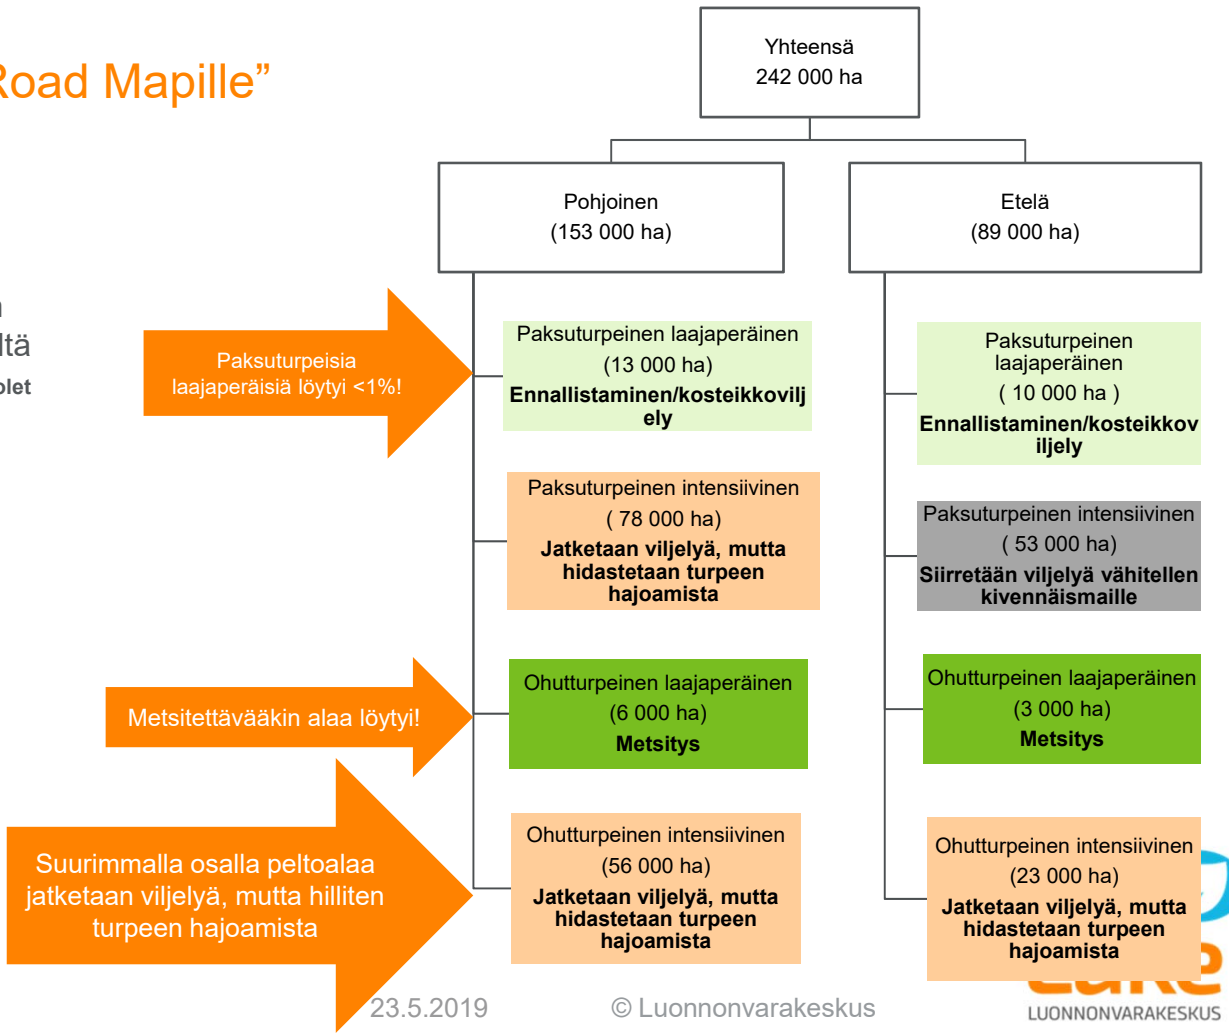 Road Mapille”
ltä
olet
Yhteensä
242 000 ha
Pohjoinen
(153 000 ha)
Etelä
(89 000 ha)
Paksuturpeisia
laajaperäisiä löytyi <1%!
Paksuturpeinen laajaperäinen
(13 000 ha)
Ennallistaminen/kosteikkovilj
ely
Paksuturpeinen
laajaperäinen
( 10 000 ha )
Ennallistaminen/kosteikkov
iljely
Paksuturpeinen intensiivinen
( 78 000 ha)
Jatketaan viljelyä, mutta
hidastetaan turpeen
hajoamista
Paksuturpeinen intensiivinen
( 53 000 ha)
Siirretään viljelyä vähitellen
kivennäismaille
Metsitettävääkin alaa löytyi!
Ohutturpeinen laajaperäinen
(6 000 ha)
Metsitys
Ohutturpeinen laajaperäinen
(3 000 ha)
Metsitys
Suurimmalla osalla peltoalaa
jatketaan viljelyä, mutta hilliten
turpeen hajoamista
Ohutturpeinen intensiivinen
(56 000 ha)
Jatketaan viljelyä, mutta
hidastetaan turpeen
hajoamista
Ohutturpeinen intensiivinen
(23 000 ha)
Jatketaan viljelyä, mutta
hidastetaan turpeen
hajoamista
23.5.2019
© Luonnonvarakeskus
LUONNONVARAKESKUS